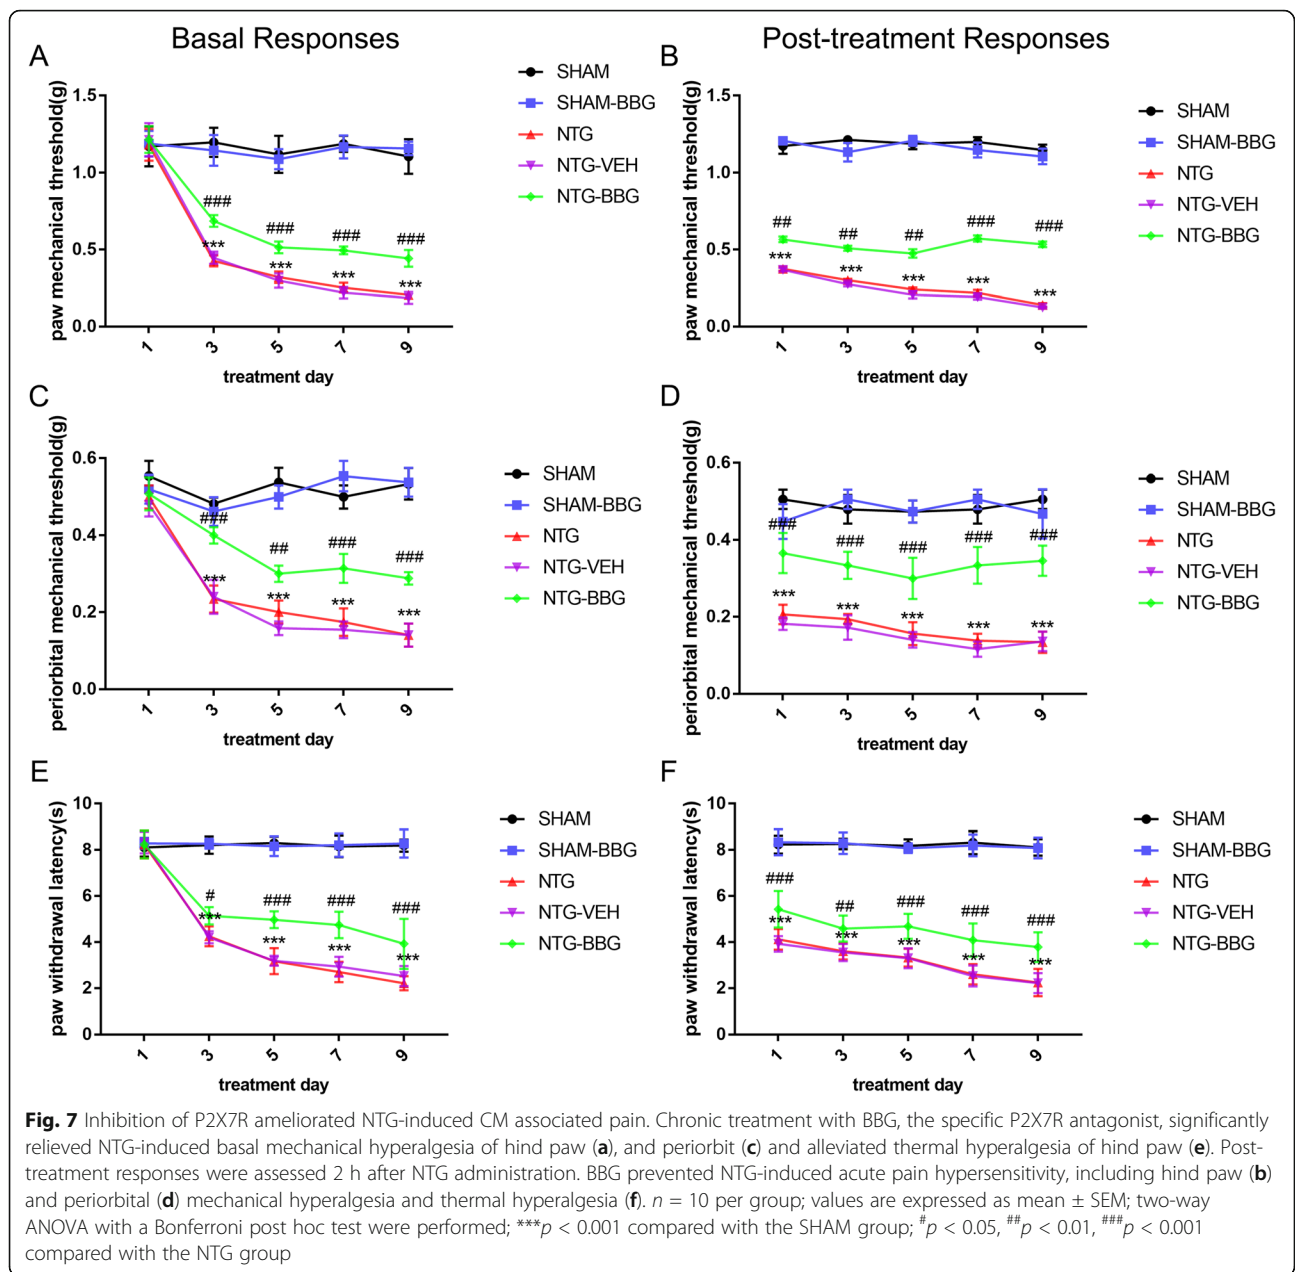 Basal Responses
Post-treatment Responses
A
paw mechanical threshold(g)
1.5
1.0
0.5
0.0
###
###
###
###
***
***
***
***
1
3
5
7
9
treatment day
SHAM
SHAM-BBG
NTG
NTG-VEH
NTG-BBG
B
paw mechanical threshold(g)
1.5
1.0
0.5
0.0
##
##
##
###
###
***
***
***
***
***
1
3
5
7
9
treatment day
SHAM
SHAM-BBG
NTG
NTG-VEH
NTG-BBG
C
periorbital mechanical threshold(g)
0.6
0.4
0.2
0.0
###
##
###
###
***
***
***
***
1
3
5
7
9
treatment day
SHAM
SHAM-BBG
NTG
NTG-VEH
NTG-BBG
D
periorbital mechanical threshold(g)
0.6
0.4
0.2
0.0
###
###
###
###
###
***
***
***
***
***
1
3
5
7
9
treatment day
SHAM
SHAM-BBG
NTG
NTG-VEH
NTG-BBG
E
paw withdrawal latency(s)
10
8
6
4
2
0
#
###
###
###
***
***
***
***
1
3
5
7
9
treatment day
SHAM
SHAM-BBG
NTG
NTG-VEH
NTG-BBG
F
paw withdrawal latency(s)
10
8
6
4
2
0
###
##
###
###
###
***
***
***
***
***
1
3
5
7
9
treatment day
SHAM
SHAM-BBG
NTG
NTG-VEH
NTG-BBG
Fig. 7 Inhibition of P2X7R ameliorated NTG-induced CM associated pain. Chronic treatment with BBG, the specific P2X7R antagonist, significantly
relieved NTG-induced basal mechanical hyperalgesia of hind paw (a), and periorbit (c) and alleviated thermal hyperalgesia of hind paw (e). Post-
treatment responses were assessed 2 h after NTG administration. BBG prevented NTG-induced acute pain hypersensitivity, including hind paw (b)
and periorbital (d) mechanical hyperalgesia and thermal hyperalgesia (f). n = 10 per group; values are expressed as mean ± SEM; two-way
ANOVA with a Bonferroni post hoc test were performed; ***p < 0.001 compared with the SHAM group; #p < 0.05, ##p < 0.01, ###p < 0.001
compared with the NTG group